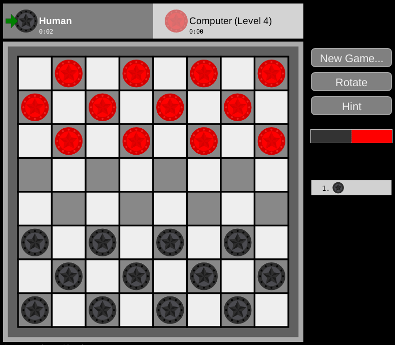 Human
0:02
Computer (Level 4)
0:00
New Game...
Rotate
Hint
1.